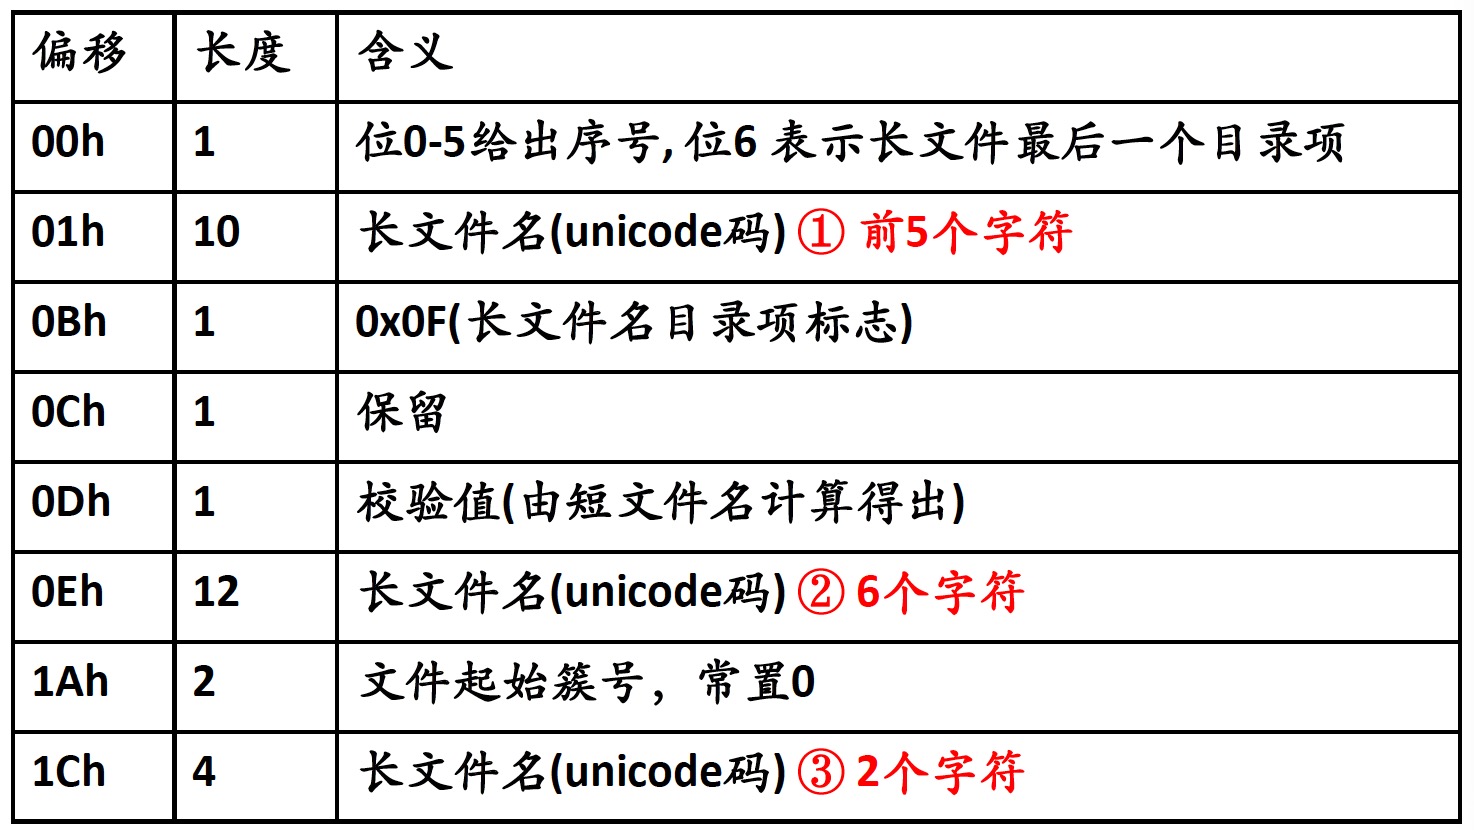 偏移 长度 含义
00h 1 位0-5给出序号, 位6 表示长文件最后一个目录项
01h 10 长文件名(unicode码) ① 前5个字符
0Bh 1 0x0F(长文件名目录项标志)
0Ch 1 保留
0Dh 1 校验值(由短文件名计算得出)
0Eh 12 长文件名(unicode码) ② 6个字符
1Ah 2 文件起始簇号，常置0
1Ch 4 长文件名(unicode码) ③ 2个字符